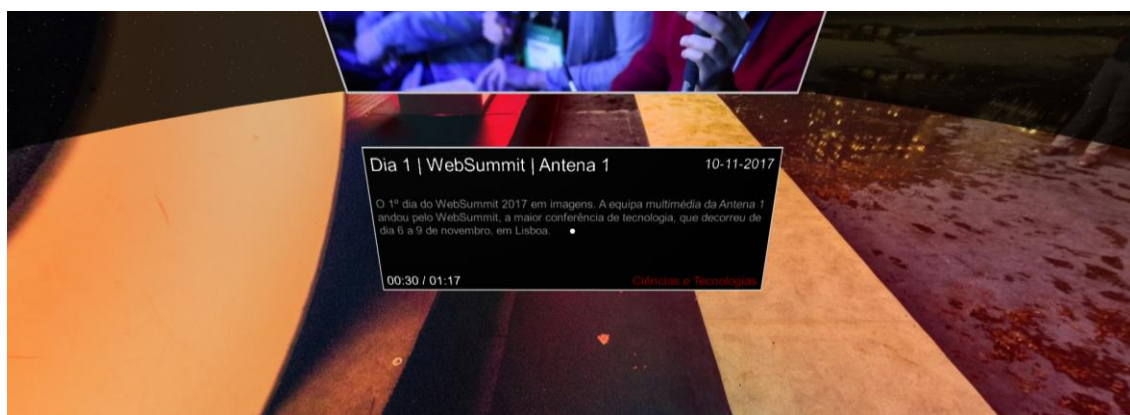 Dia 1 | WebSummit | Antena 1
10-11-2017
O 1º dia do WebSummit 2017 em imagens. A equipa multimédia da Antena 1
andou pelo WebSummit, a maior conferência de tecnologia, que decorreu de
dia 6 a 9 de novembro, em Lisboa.
00:30 / 01:17
Ciências e Tecnologias